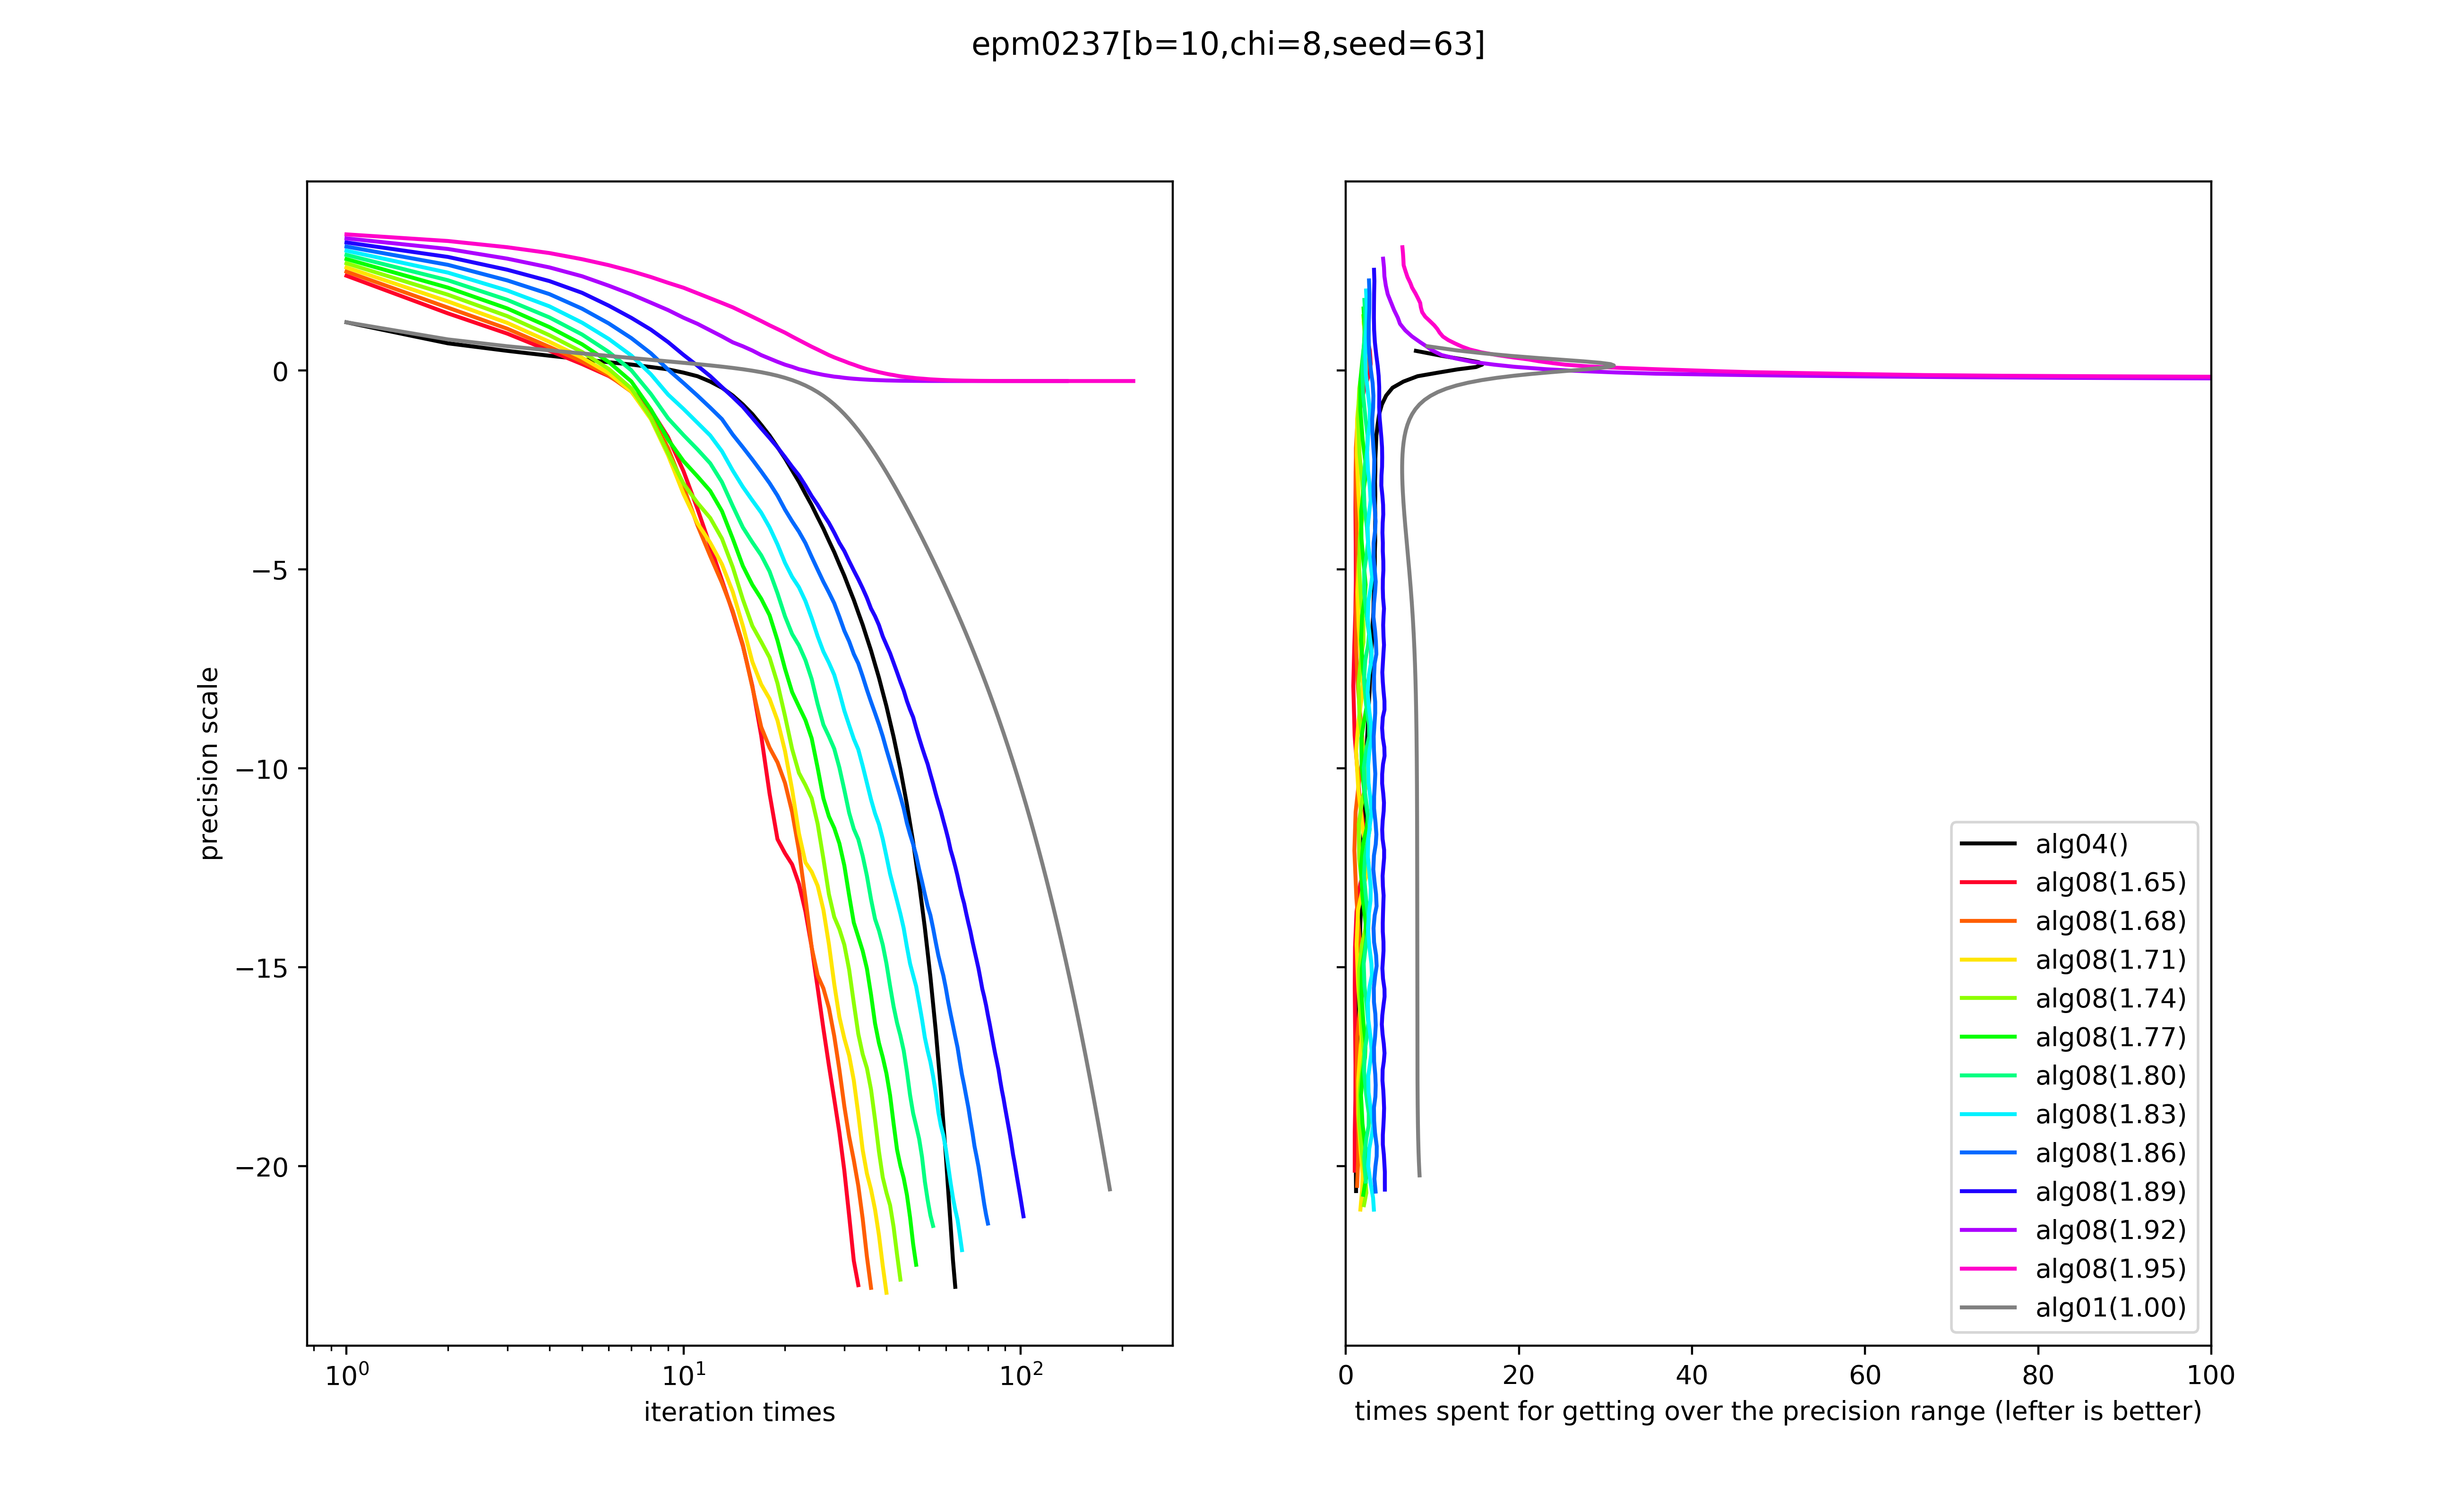 epm0237[b=10,chi=8,seed=63]
precision scale
0
−5
−10
−15
−20
10^0
10^1
10^2
iteration times
0
20
40
60
80
100
times spent for getting over the precision range (lefter is better)
alg04()
alg08(1.65)
alg08(1.68)
alg08(1.71)
alg08(1.74)
alg08(1.77)
alg08(1.80)
alg08(1.83)
alg08(1.86)
alg08(1.89)
alg08(1.92)
alg08(1.95)
alg01(1.00)